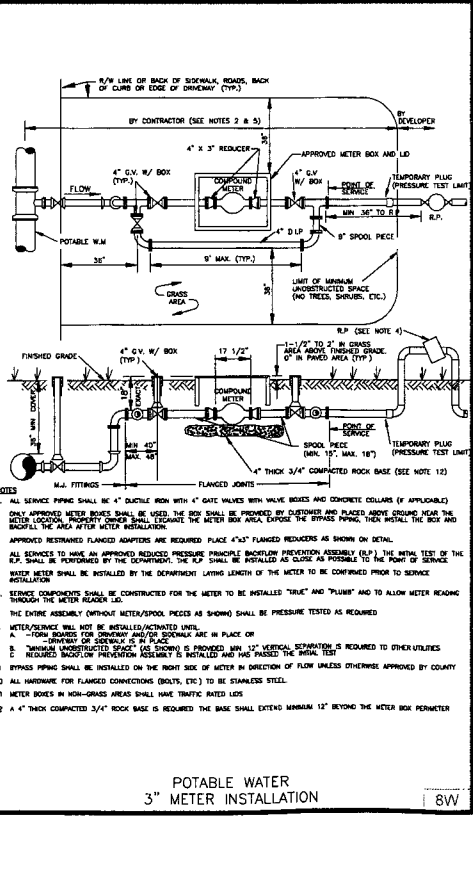 R/W LINE OR BACK OF SIDEWALK, ROADS, BACK
OF CURB OR EDGE OF DRIVEWAY (TYP.)
BY CONTRACTOR (SEE NOTES 2 & 5)
BY
DEVELOPER
38"
4" X 3" REDUCER
APPROVED METER BOX AND LID
4" G.V. W/ BOX
(TYP.)
COMPOUND
METER
4" G.V
W/ BOX
POINT OF
SERVICE
TEMPORARY PLUG
(PRESSURE TEST LIMIT)
FLOW
MIN 36" TO R.P
R.P.
4" D.I.P
8" SPOOL PIECE
POTABLE W.M
36"
9' MAX. (TYP.)
38"
GRASS
AREA
LIMIT OF MINIMUM
UNOBSTRUCTED SPACE
(NO TREES, SHRUBS, ETC.)
R.P (SEE NOTE 4)
FINISHED GRADE
4" G.V. W/ BOX
(TYP )
17 1/2"
1-1/2" TO 2" IN GRASS
AREA ABOVE FINISHED GRADE.
0" IN PAVED AREA (TYP )
36" MIN COVER
18"
EXACT
COMPOUND
METER
POINT OF
SERVICE
MIN 40"
MAX. 48"
SPOOL PIECE
(MIN. 15", MAX. 18")
TEMPORARY PLUG
(PRESSURE TEST LIMIT)
4" THICK 3/4" COMPACTED ROCK BASE (SEE NOTE 12)
M.J. FITTINGS
FLANGED JOINTS
NOTES
ALL SERVICE PIPING SHALL BE 4" DUCTILE IRON WITH 4" GATE VALVES WITH VALVE BOXES AND CONCRETE COLLARS (IF APPLICABLE)
ONLY APPROVED METER BOXES SHALL BE USED. THE BOX SHALL BE PROVIDED BY CUSTOMER AND PLACED ABOVE GROUND NEAR THE
METER LOCATION, PROPERTY OWNER SHALL EXCAVATE THE METER BOX AREA, EXPOSE THE BYPASS PIPING, THEN INSTALL THE BOX AND
BACKFILL THE AREA AFTER METER INSTALLATION.
APPROVED RESTRAINED FLANGED ADAPTERS ARE REQUIRED PLACE 4"x3" FLANGED REDUCERS AS SHOWN ON DETAIL.
ALL SERVICES TO HAVE AN APPROVED REDUCED PRESSURE PRINCIPLE BACKFLOW PREVENTION ASSEMBLY (R.P ) THE INITIAL TEST OF THE
R.P. SHALL BE PERFORMED BY THE DEPARTMENT. THE R.P SHALL BE INSTALLED AS CLOSE AS POSSIBLE TO THE POINT OF SERVICE
WATER METER SHALL BE INSTALLED BY THE DEPARTMENT LAYING LENGTH OF THE METER TO BE CONFIRMED PRIOR TO SERVICE
INSTALLATION
SERVICE COMPONENTS SHALL BE CONSTRUCTED FOR THE METER TO BE INSTALLED "TRUE" AND "PLUMB" AND TO ALLOW METER READING
THROUGH THE METER READER LID.
THE ENTIRE ASSEMBLY (WITHOUT METER/SPOOL PIECES AS SHOWN) SHALL BE PRESSURE TESTED AS REQUIRED
METER/SERVICE WILL NOT BE INSTALLED/ACTIVATED UNTIL.
A. -FORM BOARDS FOR DRIVEWAY AND/OR SIDEWALK ARE IN PLACE OR
-DRIVEWAY OR SIDEWALK IS IN PLACE
B. "MINIMUM UNOBSTRUCTED SPACE" (AS SHOWN) IS PROVIDED MIN 12" VERTICAL SEPARATION IS REQUIRED TO OTHER UTILITIES
C REQUIRED BACKFLOW PREVENTION ASSEMBLY IS INSTALLED AND HAS PASSED THE INITIAL TEST
BYPASS PIPING SHALL BE INSTALLED ON THE RIGHT SIDE OF METER IN DIRECTION OF FLOW UNLESS OTHERWISE APPROVED BY COUNTY
0 ALL HARDWARE FOR FLANGED CONNECTIONS (BOLTS, ETC ) TO BE STAINLESS STEEL.
1 METER BOXES IN NON-GRASS AREAS SHALL HAVE TRAFFIC RATED LIDS
2 A 4" THICK COMPACTED 3/4" ROCK BASE IS REQUIRED THE BASE SHALL EXTEND MINIMUM 12" BEYOND THE METER BOX PERIMETER
POTABLE WATER
3" METER INSTALLATION
8W